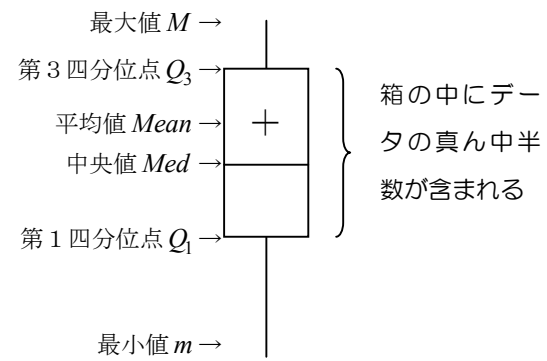 最大値 M →
第３四分位点 Q₃ →
平均値 Mean →
中央値 Med →
第１四分位点 Q₁ →
最小値 m →
箱の中にデー
タの真ん中半
数が含まれる